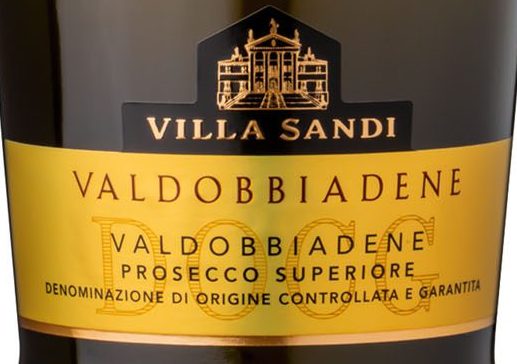 VILLA SANDI
VALDOBBIADENE
DOCG
VALDOBBIADENE
PROSECCO SUPERIORE
DENOMINAZIONE DI ORIGINE CONTROLLATA E GARANTITA